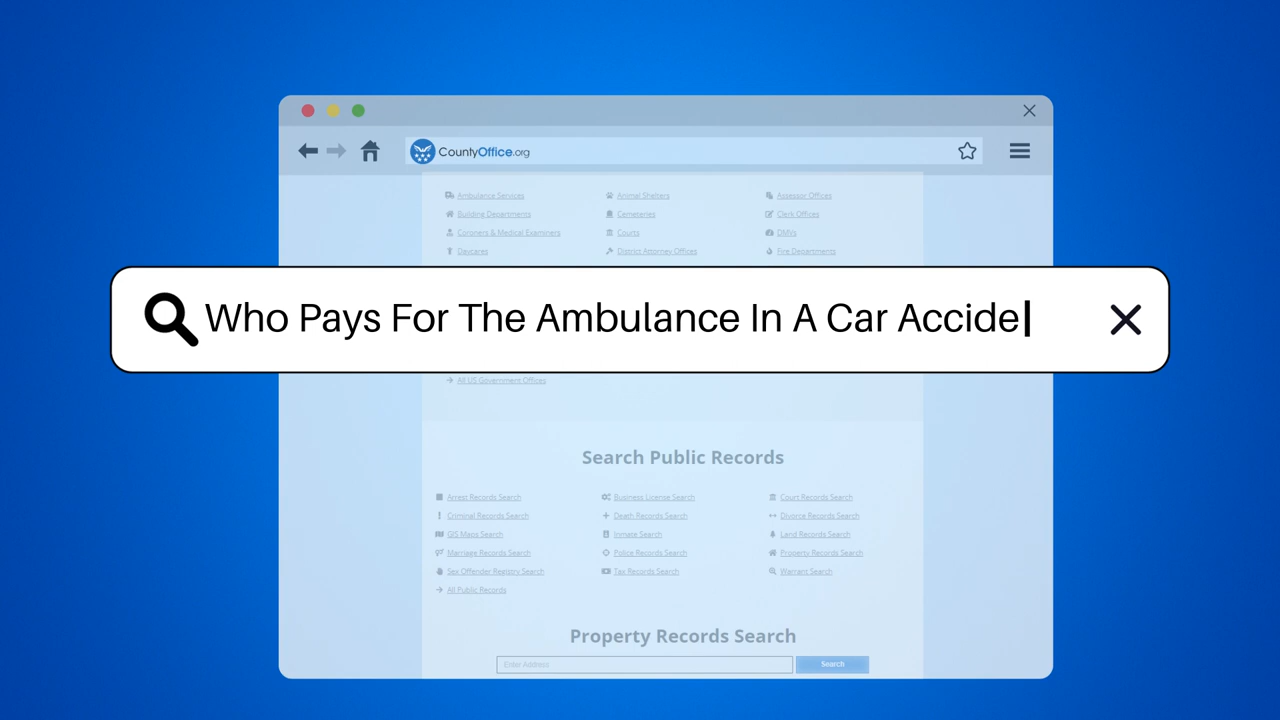 CountyOffice.org
Ambulance Services Animal Shelters Assessor Offices
Building Departments Cemeteries Clerk Offices
Coroners & Medical Examiners Courts DMVs
Daycares District Attorney Offices Fire Departments
Who Pays For The Ambulance In A Car Accide
All US Government Offices
Search Public Records
Arrest Records Search Business License Search Court Records Search
Criminal Records Search Death Records Search Divorce Records Search
GIS Maps Search Inmate Search Land Records Search
Marriage Records Search Police Records Search Property Records Search
Sex Offender Registry Search Tax Records Search Warrant Search
All Public Records
Property Records Search
Enter Address Search